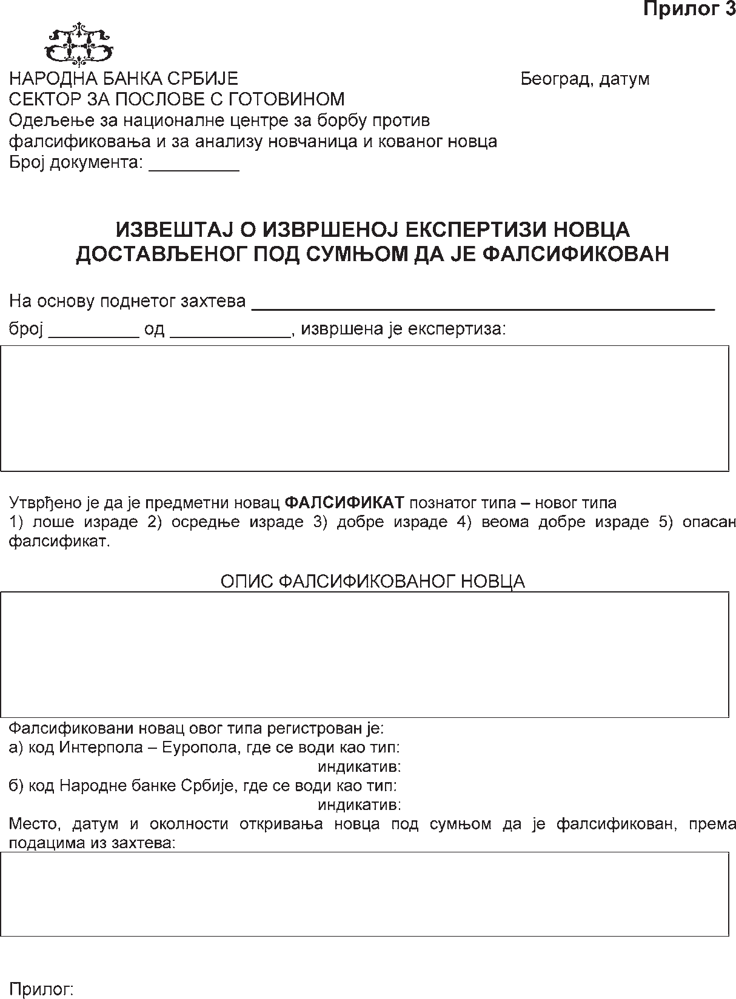 Прилог 3
НАРОДНА БАНКА СРБИЈЕ Београд, датум
СЕКТОР ЗА ПОСЛОВЕ С ГОТОВИНОМ
Одељење за националне центре за борбу против
фалсификовања и за анализу новчаница и кованог новца
Број документа: _________
ИЗВЕШТАЈ О ИЗВРШЕНОЈ ЕКСПЕРТИЗИ НОВЦА
ДОСТАВЉЕНОГ ПОД СУМЊОМ ДА ЈЕ ФАЛСИФИКОВАН
На основу поднетог захтева ______________________________________________
број _________ од ____________, извршена је експертиза:
Утврђено је да је предметни новац ФАЛСИФИКАТ познатог типа – новог типа
1) лоше израде 2) осредње израде 3) добре израде 4) веома добре израде 5) опасан
фалсификат.
ОПИС ФАЛСИФИКОВАНОГ НОВЦА
Фалсификовани новац овог типа регистрован је:
а) код Интерпола – Еуропола, где се води као тип:
индикатив:
б) код Народне банке Србије, где се води као тип:
индикатив:
Место, датум и околности откривања новца под сумњом да је фалсификован, према
подацима из захтева:
Прилог: